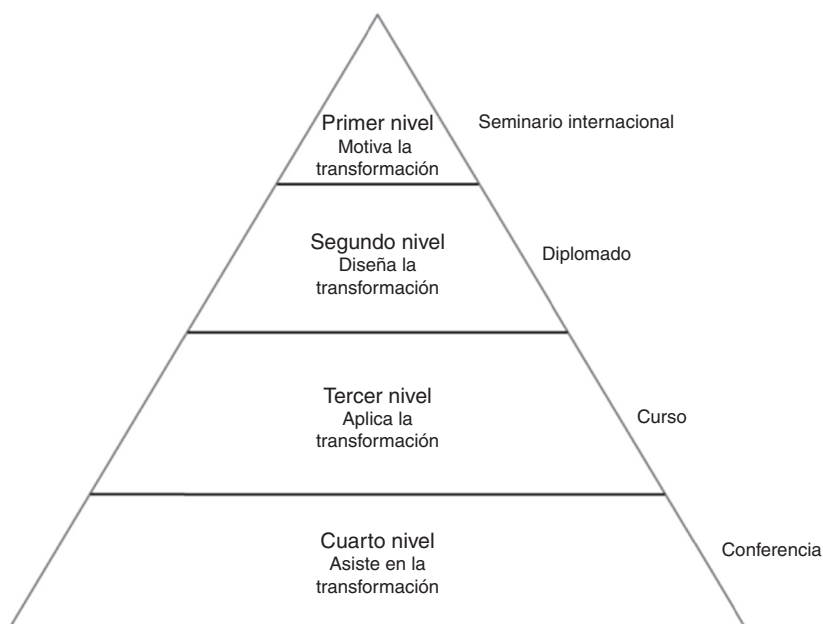 Primer nivel
Motiva la
transformación
Seminario internacional
Segundo nivel
Diseña la
transformación
Diplomado
Tercer nivel
Aplica la
transformación
Curso
Cuarto nivel
Asiste en la
transformación
Conferencia